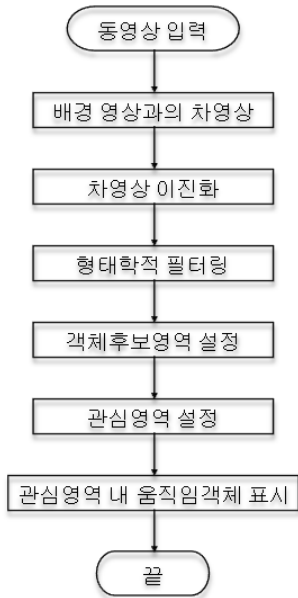 동영상 입력
배경 영상과의 차영상
차영상 이진화
형태학적 필터링
객체후보영역 설정
관심영역 설정
관심영역 내 움직임객체 표시
끝